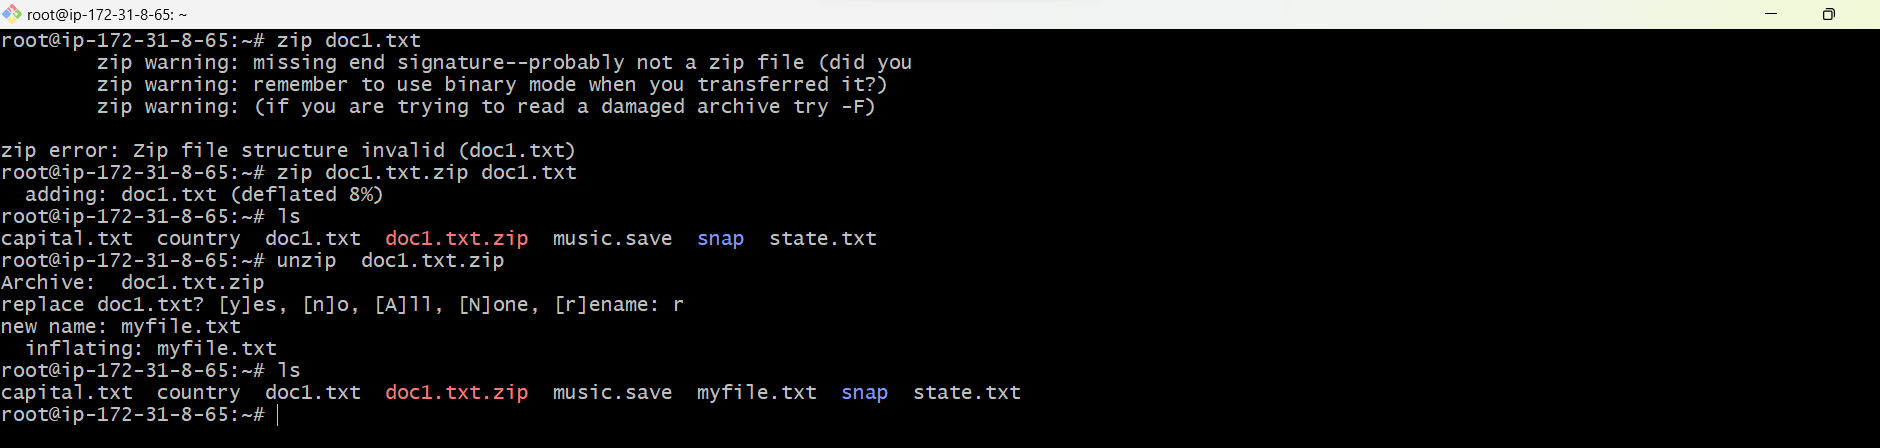 root@ip-172-31-8-65: ~
root@ip-172-31-8-65:~# zip doc1.txt
        zip warning: missing end signature--probably not a zip file (did you
        zip warning: remember to use binary mode when you transferred it?)
        zip warning: (if you are trying to read a damaged archive try -F)

zip error: Zip file structure invalid (doc1.txt)
root@ip-172-31-8-65:~# zip doc1.txt.zip doc1.txt
  adding: doc1.txt (deflated 8%)
root@ip-172-31-8-65:~# ls
capital.txt  country  doc1.txt  doc1.txt.zip  music.save  snap  state.txt
root@ip-172-31-8-65:~# unzip  doc1.txt.zip
Archive:  doc1.txt.zip
replace doc1.txt? [y]es, [n]o, [A]ll, [N]one, [r]ename: r
new name: myfile.txt
  inflating: myfile.txt
root@ip-172-31-8-65:~# ls
capital.txt  country  doc1.txt  doc1.txt.zip  music.save  myfile.txt  snap  state.txt
root@ip-172-31-8-65:~#